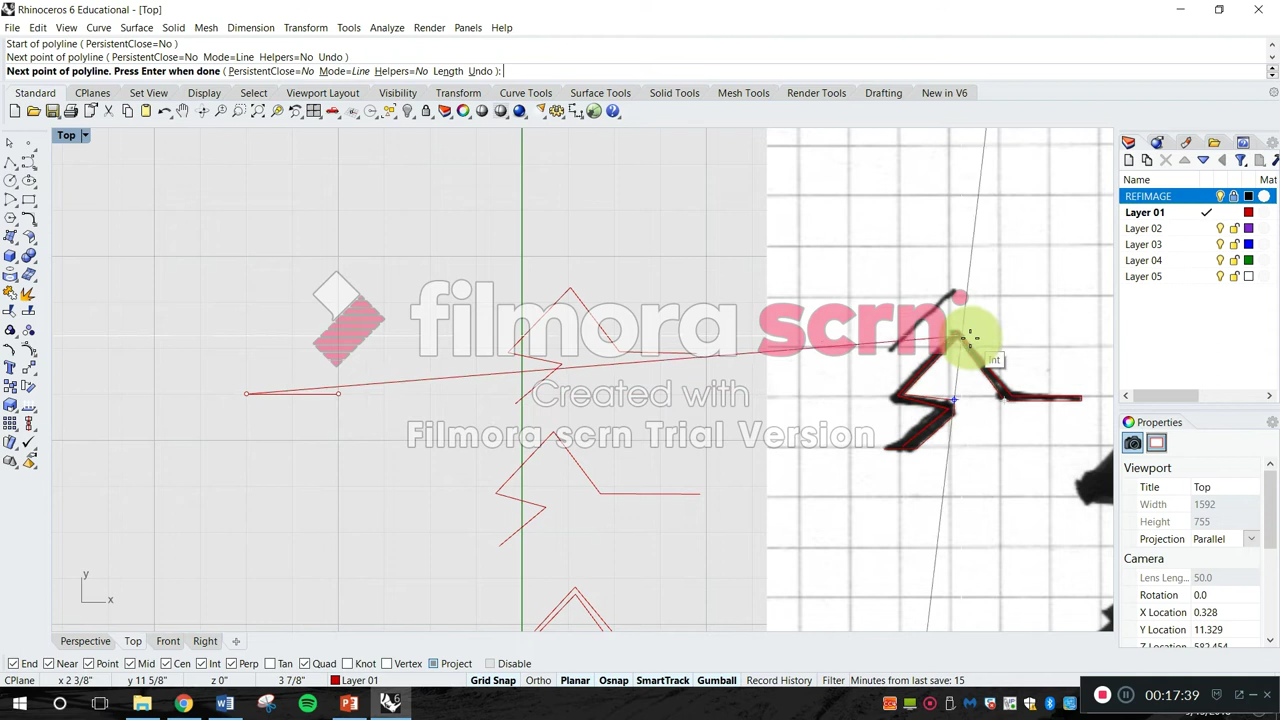 Rhinoceros 6 Educational - [Top]
File Edit View Curve Surface Solid Mesh Dimension Transform Tools Analyze Render Panels Help
Start of polyline ( PersistentClose=No )
Next point of polyline ( PersistentClose=No Mode=Line Helpers=No Undo )
Next point of polyline. Press Enter when done ( PersistentClose=No Mode=Line Helpers=No Length Undo ):
Standard CPlanes Set View Display Select Viewport Layout Visibility Transform Curve Tools Surface Tools Solid Tools Mesh Tools Render Tools Drafting New in V6
Top
Name Mat
REFIMAGE
Layer 01
Layer 02
Layer 03
Layer 04
Layer 05
filmora scrn
Int
Created with
Filmora scrn Trial Version
Properties
Viewport
Title Top
Width 1592
Height 755
Projection Parallel
Camera
Lens Leng... 50.0
Rotation 0.0
X Location 0.328
Y Location 11.329
y
x
Perspective Top Front Right
End Near Point Mid Cen Int Perp Tan Quad Knot Vertex Project Disable
CPlane x 2 3/8" y 11 5/8" z 0" 3 7/8" Layer 01 Grid Snap Ortho Planar Osnap SmartTrack Gumball Record History Filter Minutes from last save: 15
00:17:39